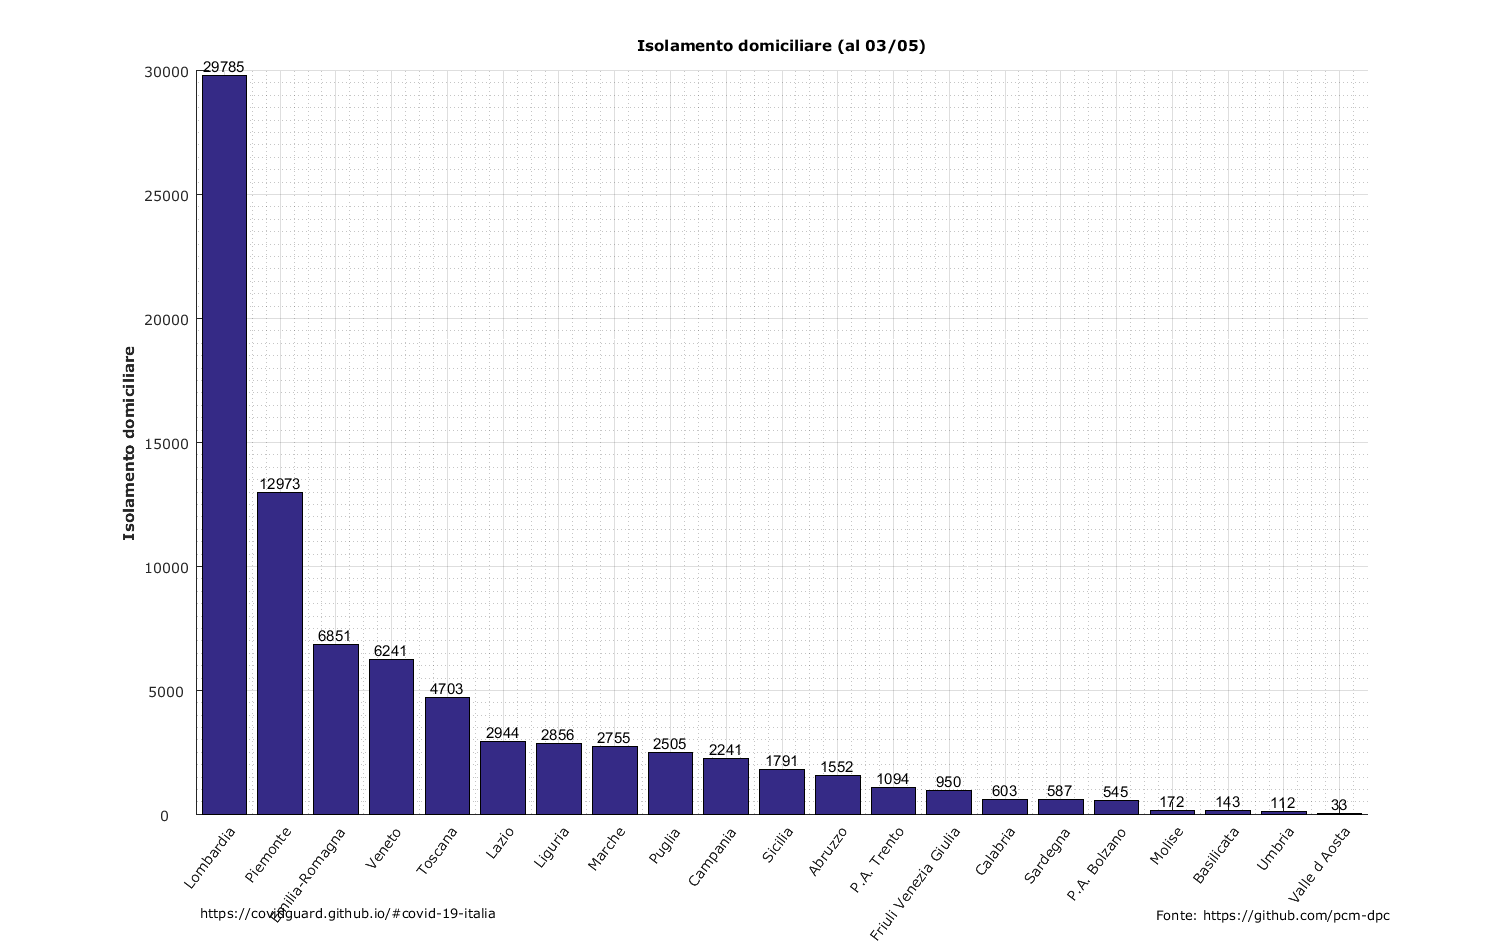 Isolamento domiciliare (al 03/05)
Isolamento domiciliare
30000
25000
20000
15000
10000
5000
0
29785
12973
6851
6241
4703
2944
2856
2755
2505
2241
1791
1552
1094
950
603
587
545
172
143
112
33
Lombardia
Piemonte
Emilia-Romagna
Veneto
Toscana
Lazio
Liguria
Marche
Puglia
Campania
Sicilia
Abruzzo
P.A. Trento
Friuli Venezia Giulia
Calabria
Sardegna
P.A. Bolzano
Molise
Basilicata
Umbria
Valle d Aosta
https://covidguard.github.io/#covid-19-italia
Fonte: https://github.com/pcm-dpc